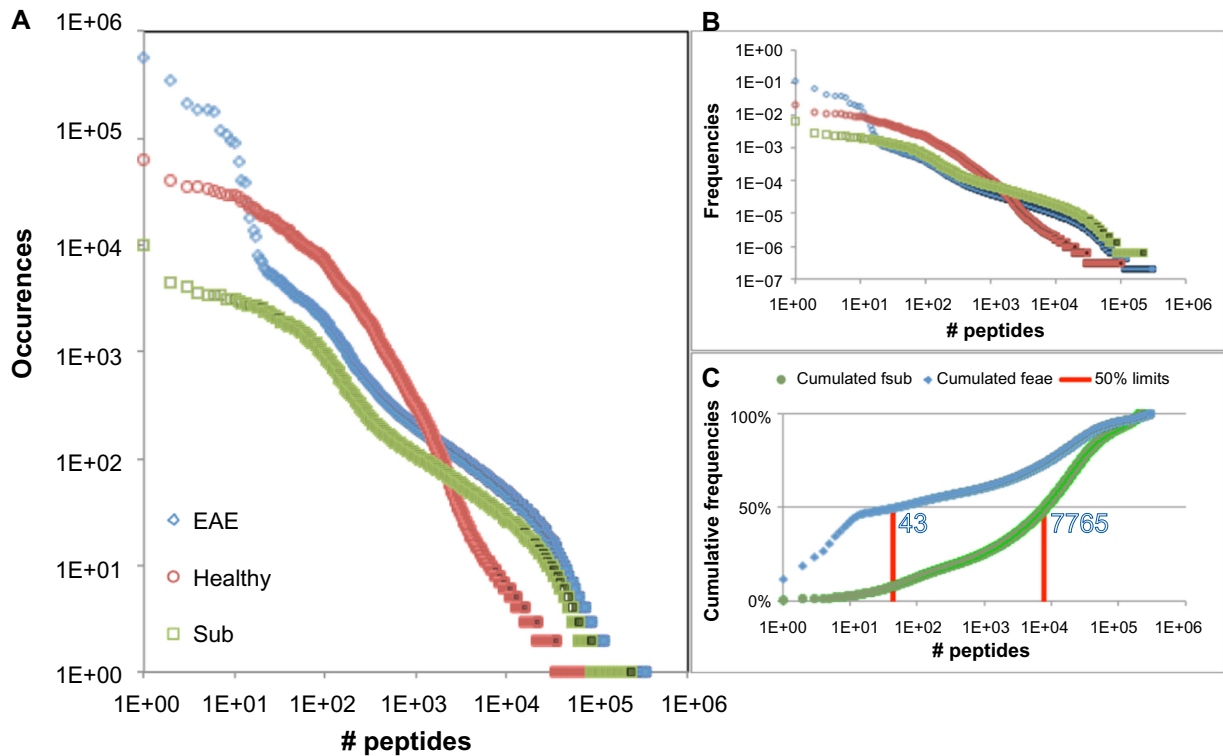 A
1E+06
1E+05
1E+04
1E+03
1E+02
1E+01
1E+00
Occurences
EAE
Healthy
Sub
1E+00 1E+01 1E+02 1E+03 1E+04 1E+05 1E+06
# peptides
B
1E+00
1E−01
1E−02
1E−03
1E−04
1E−05
1E−06
1E−07
Frequencies
1E+00 1E+01 1E+02 1E+03 1E+04 1E+05 1E+06
# peptides
C
Cumulated fsub Cumulated feae 50% limits
100%
50%
0%
Cumulative frequencies
43 7765
1E+00 1E+01 1E+02 1E+03 1E+04 1E+05 1E+06
# peptides